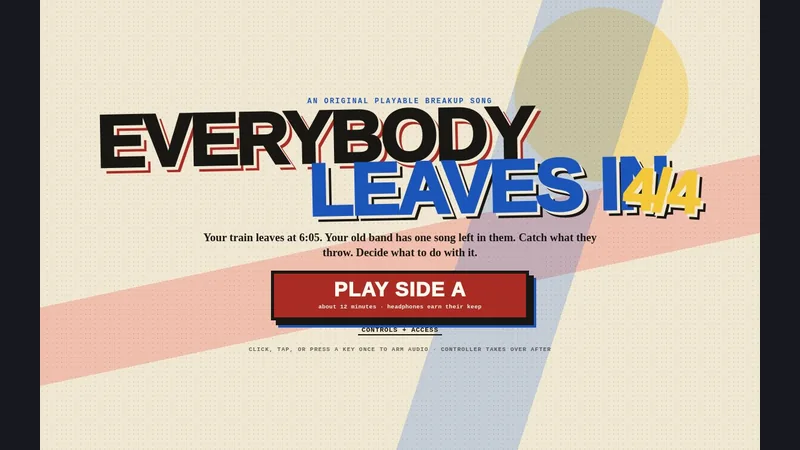 AN ORIGINAL PLAYABLE BREAKUP SONG
EVERYBODY
LEAVES IN
4/4
Your train leaves at 6:05. Your old band has one song left in them. Catch what they
throw. Decide what to do with it.
PLAY SIDE A
about 12 minutes · headphones earn their keep
CONTROLS + ACCESS
CLICK, TAP, OR PRESS A KEY ONCE TO ARM AUDIO · CONTROLLER TAKES OVER AFTER